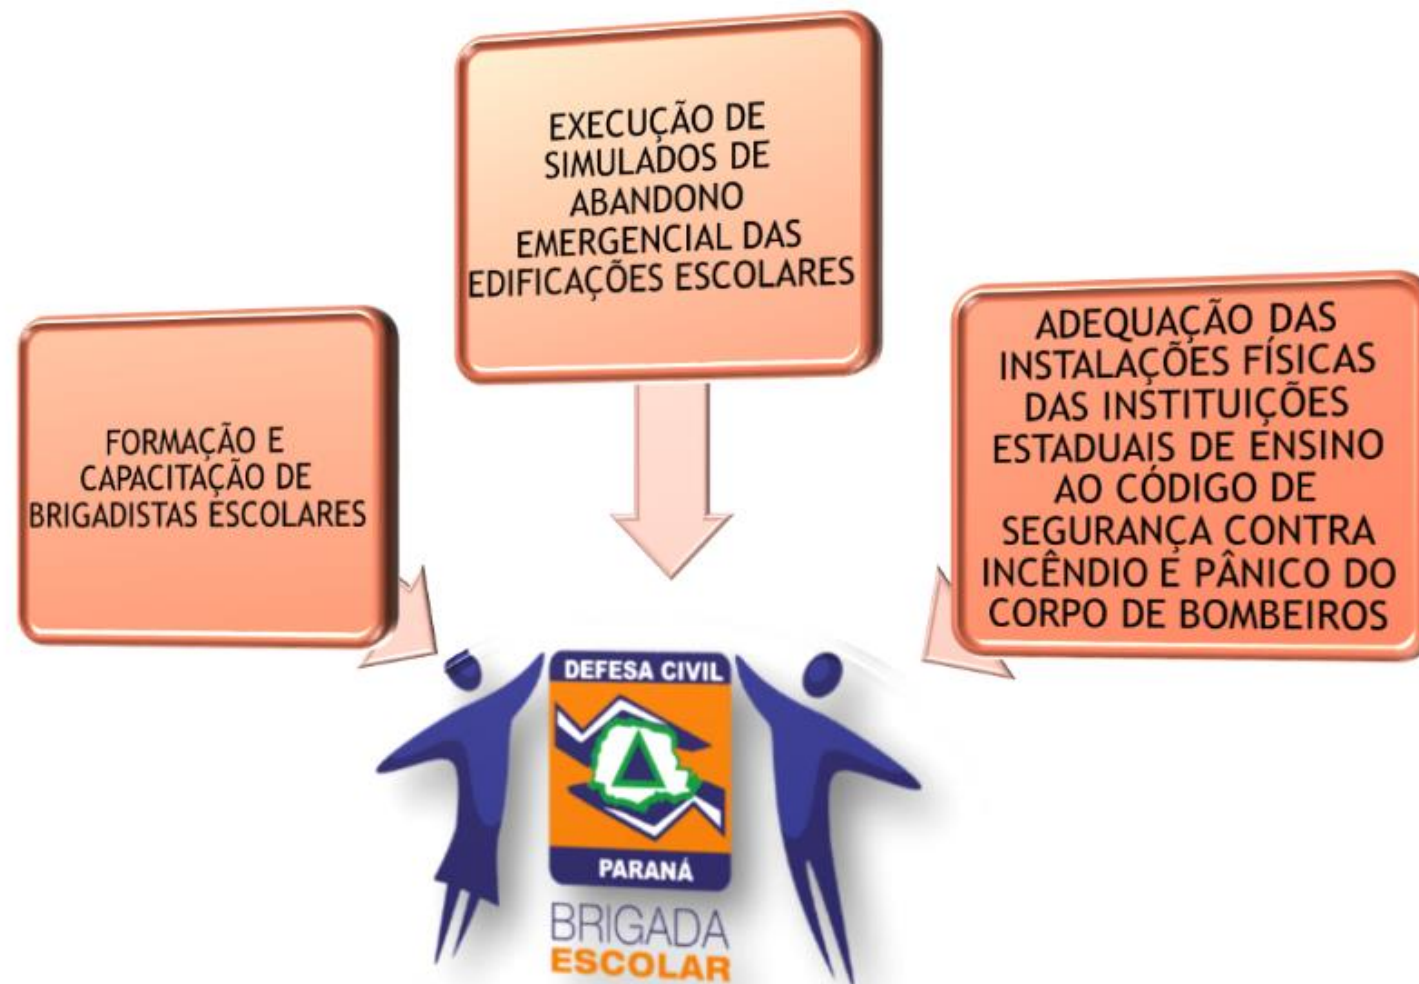 FORMAÇÃO E
CAPACITAÇÃO DE
BRIGADISTAS ESCOLARES
EXECUÇÃO DE
SIMULADOS DE
ABANDONO
EMERGENCIAL DAS
EDIFICAÇÕES ESCOLARES
ADEQUAÇÃO DAS
INSTALAÇÕES FÍSICAS
DAS INSTITUIÇÕES
ESTADUAIS DE ENSINO
AO CÓDIGO DE
SEGURANÇA CONTRA
INCÊNDIO E PÂNICO DO
CORPO DE BOMBEIROS
DEFESA CIVIL
PARANÁ
BRIGADA
ESCOLAR